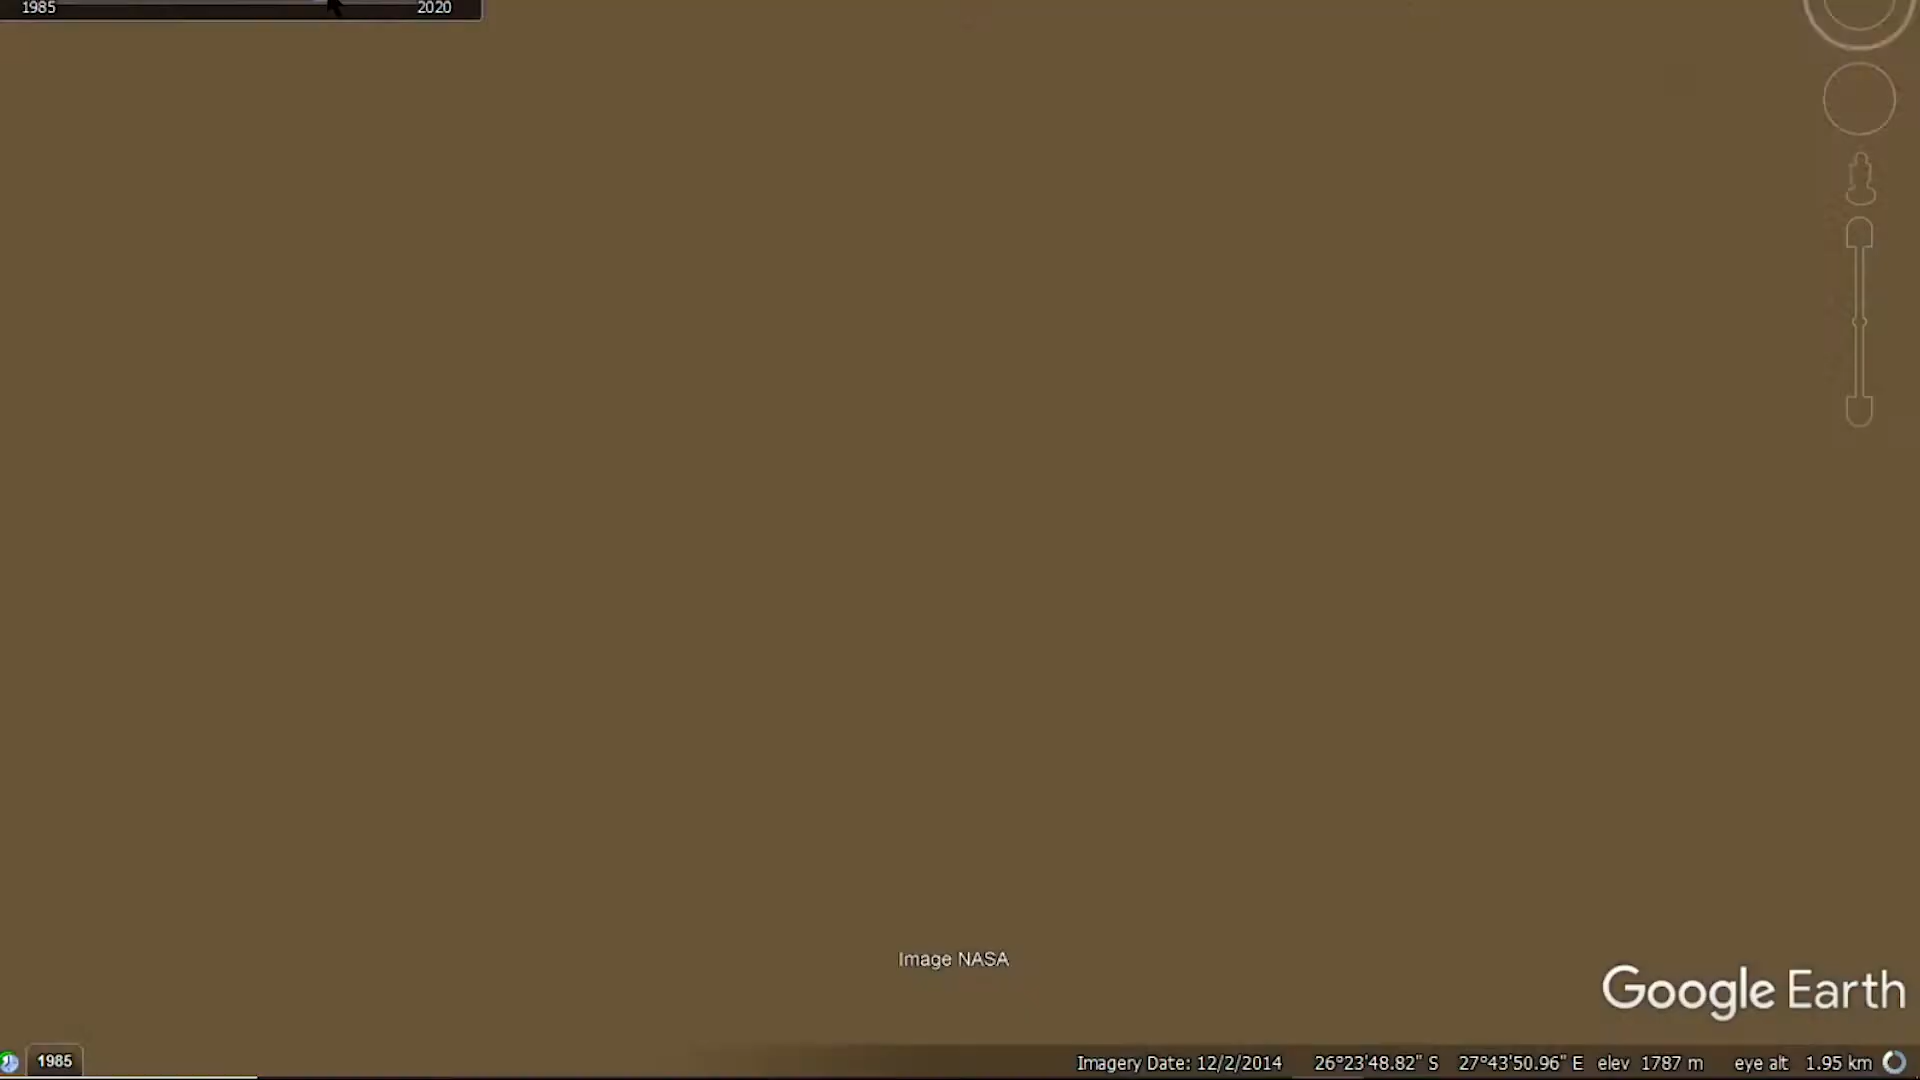 1985 2020
Image NASA
Google Earth
1985
Imagery Date: 12/2/2014 26°23'48.82" S 27°43'50.96" E elev 1787 m eye alt 1.95 km